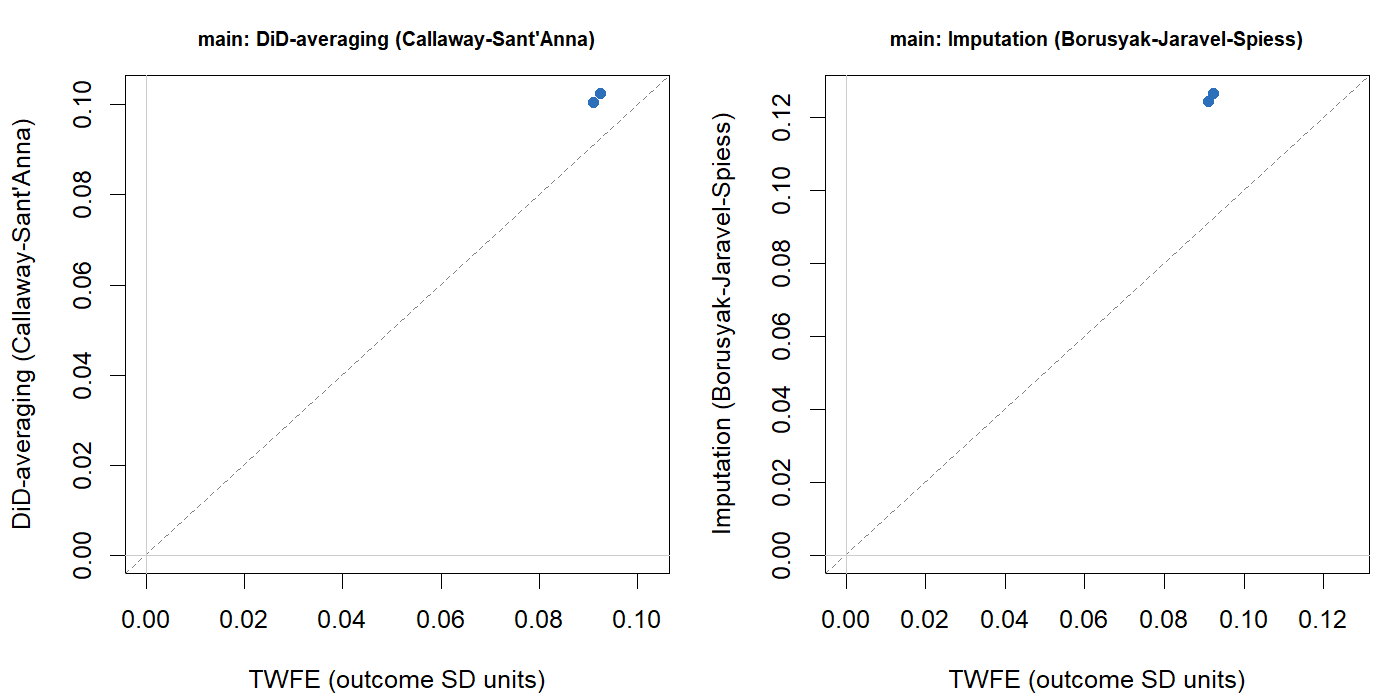 main: DiD-averaging (Callaway-Sant'Anna)
DiD-averaging (Callaway-Sant'Anna)
0.10
0.08
0.06
0.04
0.02
0.00
0.00 0.02 0.04 0.06 0.08 0.10
TWFE (outcome SD units)
main: Imputation (Borusyak-Jaravel-Spiess)
Imputation (Borusyak-Jaravel-Spiess)
0.12
0.10
0.08
0.06
0.04
0.02
0.00
0.00 0.02 0.04 0.06 0.08 0.10 0.12
TWFE (outcome SD units)